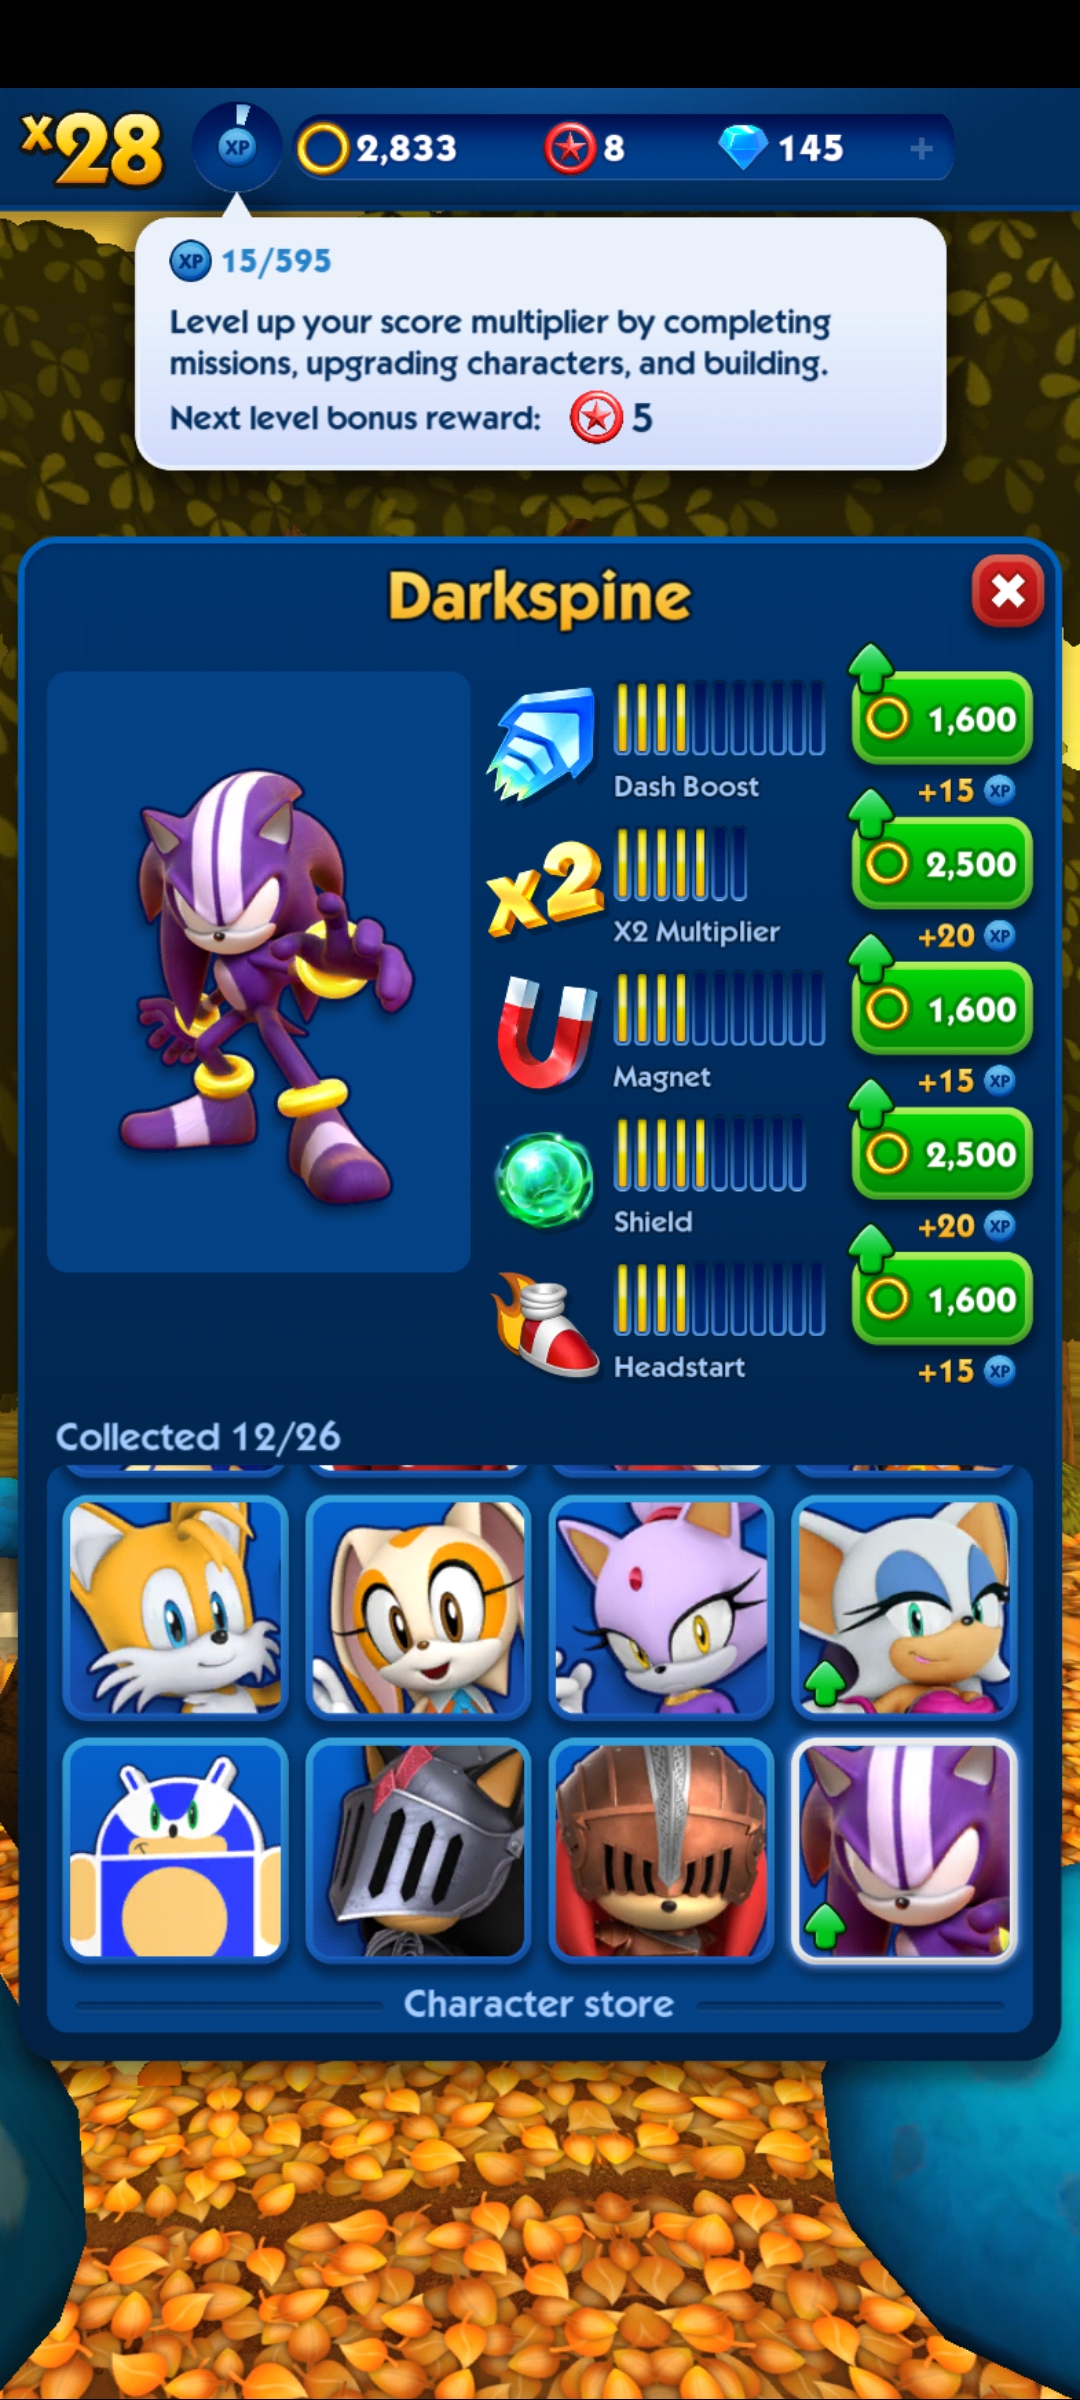 x28
XP
2,833
8
145
+
XP 15/595
Level up your score multiplier by completing
missions, upgrading characters, and building.
Next level bonus reward: 5
Darkspine
Dash Boost
1,600
+15 XP
x2
X2 Multiplier
2,500
+20 XP
Magnet
1,600
+15 XP
Shield
2,500
+20 XP
Headstart
1,600
+15 XP
Collected 12/26
Character store